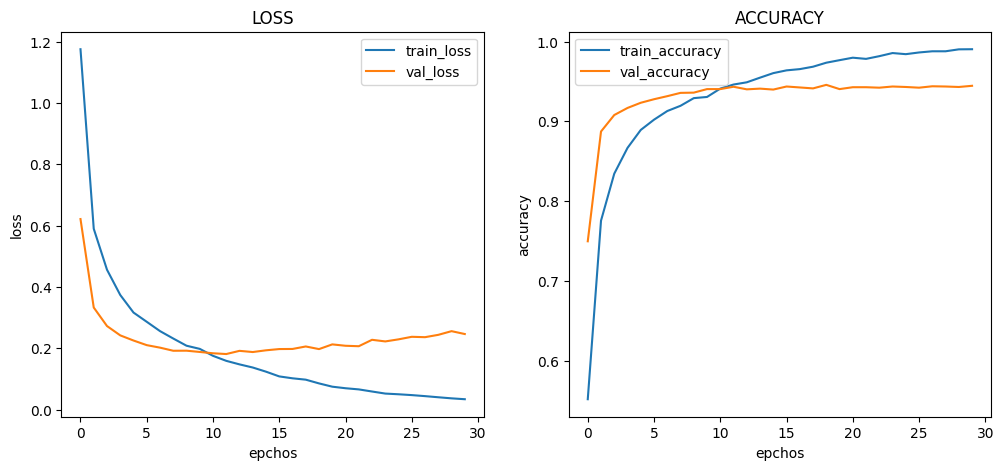 LOSS
train_loss
val_loss
1.2
1.0
0.8
0.6
0.4
0.2
0.0
loss
0 5 10 15 20 25 30
epchos
ACCURACY
train_accuracy
val_accuracy
1.0
0.9
0.8
0.7
0.6
accuracy
0 5 10 15 20 25 30
epchos